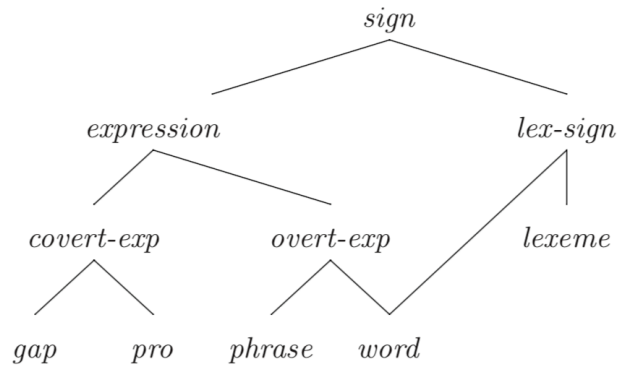 sign
expression lex-sign
covert-exp overt-exp lexeme
gap pro phrase word